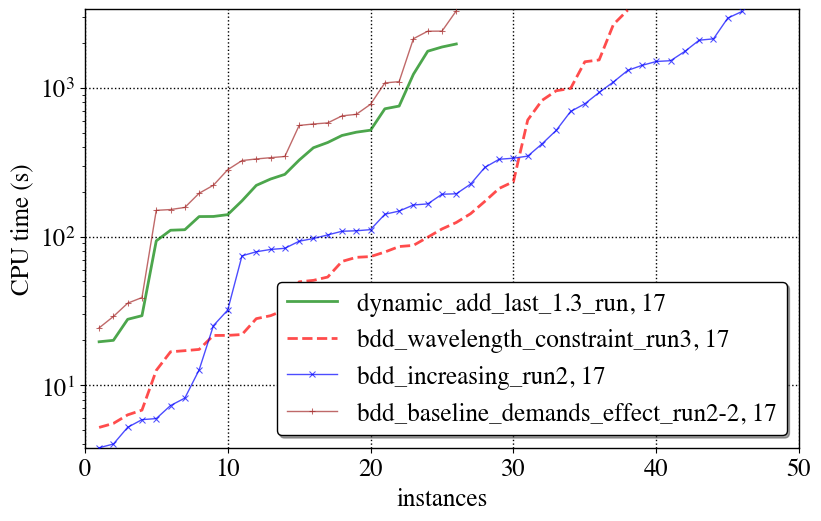 CPU time (s)
10³
10²
10¹
dynamic_add_last_1.3_run, 17
bdd_wavelength_constraint_run3, 17
bdd_increasing_run2, 17
bdd_baseline_demands_effect_run2-2, 17
0 10 20 30 40 50
instances